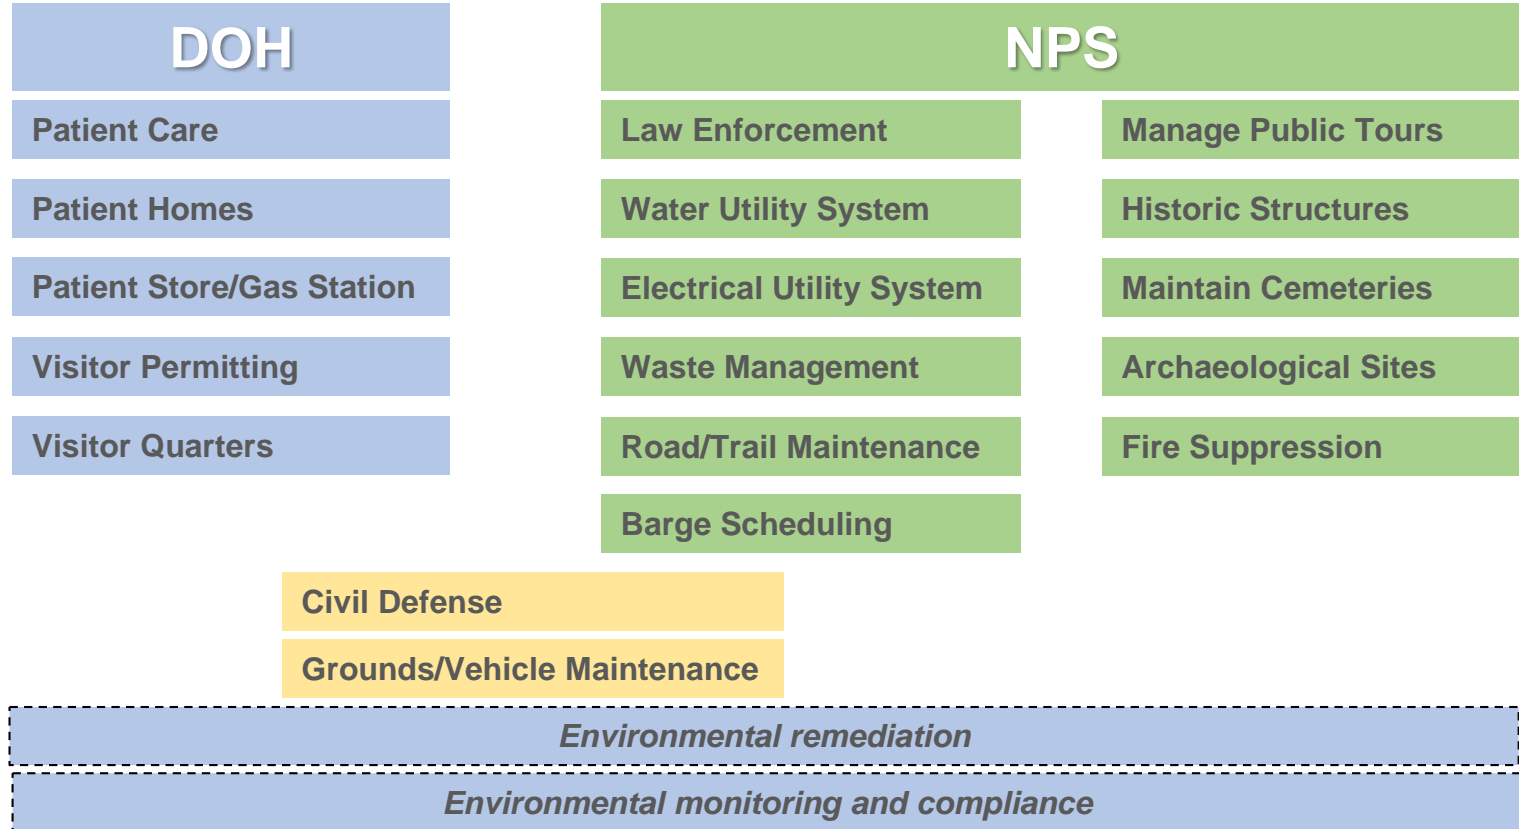 DOH
Patient Care
Patient Homes
Patient Store/Gas Station
Visitor Permitting
Visitor Quarters
NPS
Law Enforcement
Water Utility System
Electrical Utility System
Waste Management
Road/Trail Maintenance
Barge Scheduling
Manage Public Tours
Historic Structures
Maintain Cemeteries
Archaeological Sites
Fire Suppression
Civil Defense
Grounds/Vehicle Maintenance
Environmental remediation
Environmental monitoring and compliance